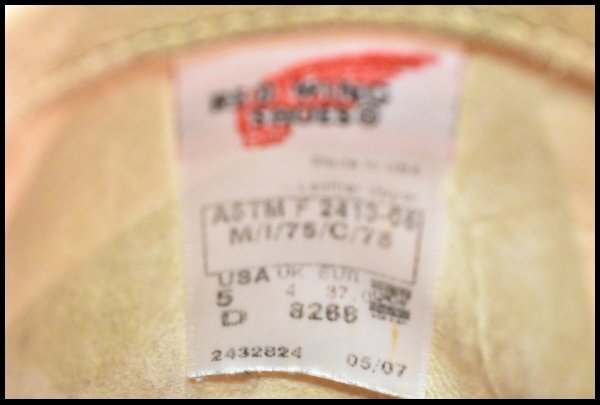 RED WING
SHOES
Made in USA
Leather Upper
ASTM F 2413-05
M/I/75/C/75
USA UK EUR
5 4 37.0
D 8268
2432824 05/07